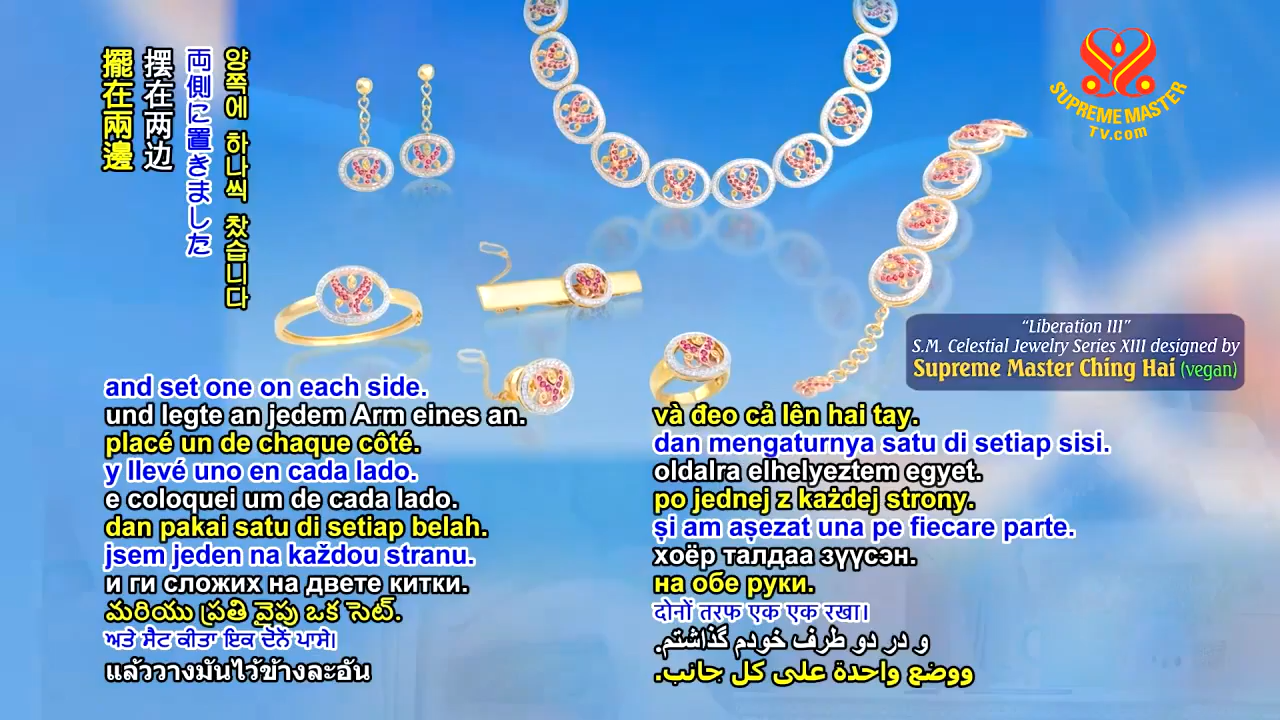 擺在兩邊
摆在两边
両側に置きました
양쪽에 하나씩 찼습니다
SUPREME MASTER
TV.com
“Liberation III”
S.M. Celestial Jewelry Series XIII designed by
Supreme Master Ching Hai (vegan)
and set one on each side.
und legte an jedem Arm eines an.
placé un de chaque côté.
y llevé uno en cada lado.
e coloquei um de cada lado.
dan pakai satu di setiap belah.
jsem jeden na každou stranu.
и ги сложих на двете китки.
మరియు ప్రతి వైపు ఒక సెట్.
ਅਤੇ ਸੈਟ ਕੀਤਾ ਇਕ ਦੋਨੋਂ ਪਾਸੇ।
แล้ววางมันไว้ข้างละอัน
và đeo cả lên hai tay.
dan mengaturnya satu di setiap sisi.
oldalra elhelyeztem egyet.
po jednej z każdej strony.
și am așezat una pe fiecare parte.
хоёр талдаа зүүсэн.
на обе руки.
दोनों तरफ एक एक रखा।
و در دو طرف خودم گذاشتم.
ووضع واحدة على كل جانب.